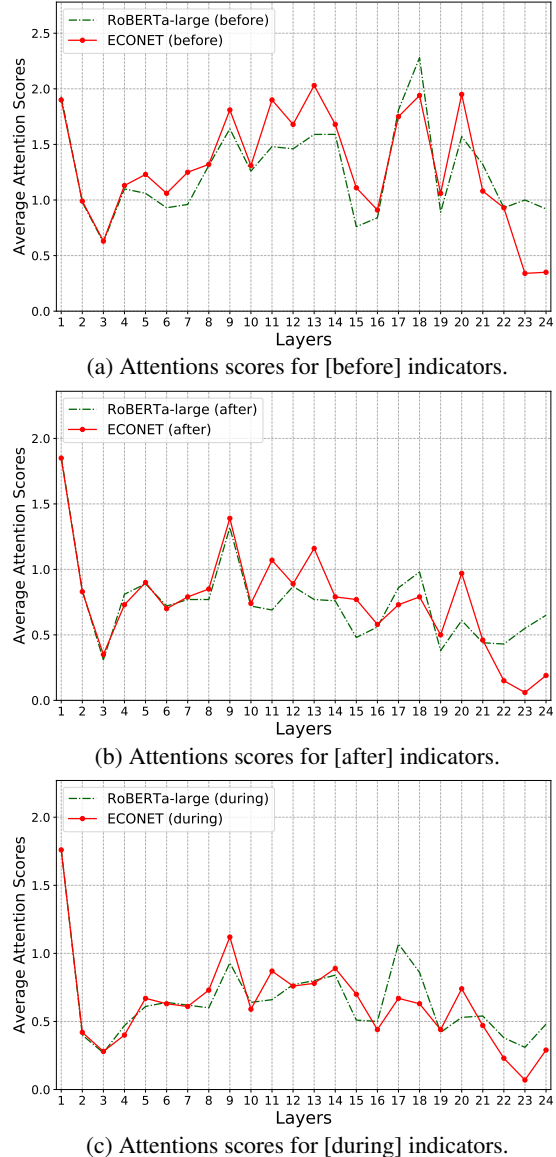 RoBERTa-large (before)
ECONET (before)
2.5
2.0
1.5
1.0
0.5
0.0
Average Attention Scores
1 2 3 4 5 6 7 8 9 10 11 12 13 14 15 16 17 18 19 20 21 22 23 24
Layers
(a) Attentions scores for [before] indicators.
RoBERTa-large (after)
ECONET (after)
2.0
1.5
1.0
0.5
0.0
Average Attention Scores
1 2 3 4 5 6 7 8 9 10 11 12 13 14 15 16 17 18 19 20 21 22 23 24
Layers
(b) Attentions scores for [after] indicators.
RoBERTa-large (during)
ECONET (during)
2.0
1.5
1.0
0.5
0.0
Average Attention Scores
1 2 3 4 5 6 7 8 9 10 11 12 13 14 15 16 17 18 19 20 21 22 23 24
Layers
(c) Attentions scores for [during] indicators.